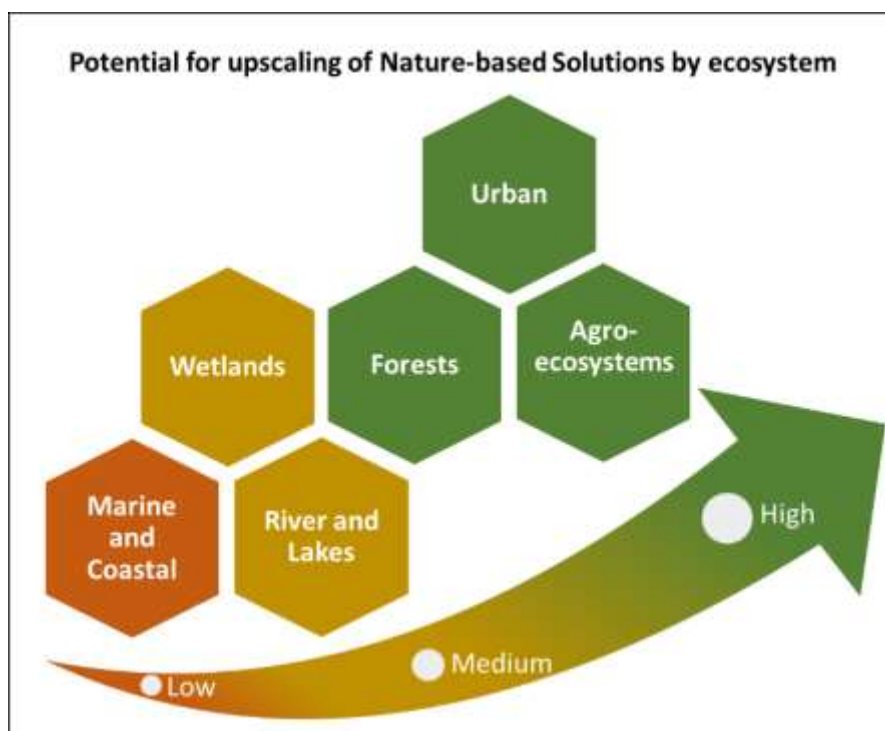 Potential for upscaling of Nature-based Solutions by ecosystem
Urban
Wetlands
Forests
Agro-
ecosystems
Marine
and
Coastal
River and
Lakes
High
Medium
Low